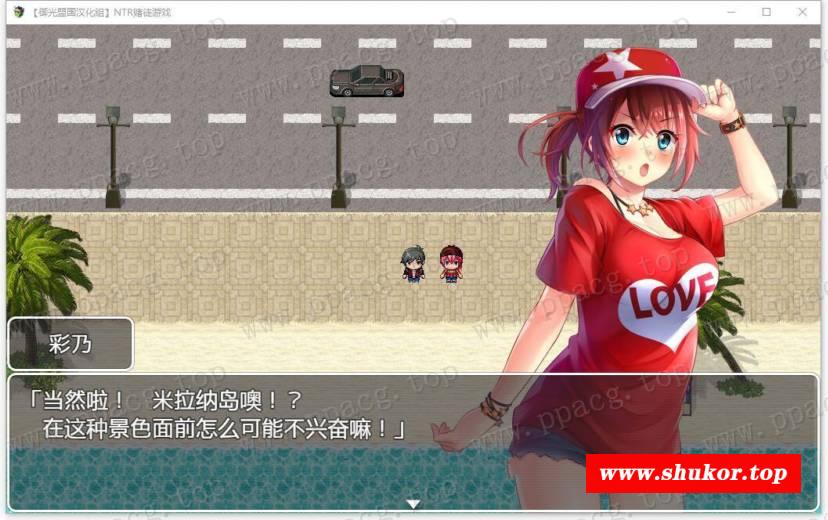 【御光盟国汉化组】NTR赌徒游戏
www.ppacg.top
LOVE
彩乃
「当然啦！　米拉纳岛噢！？
在这种景色面前怎么可能不兴奋嘛！」
www.shukor.top